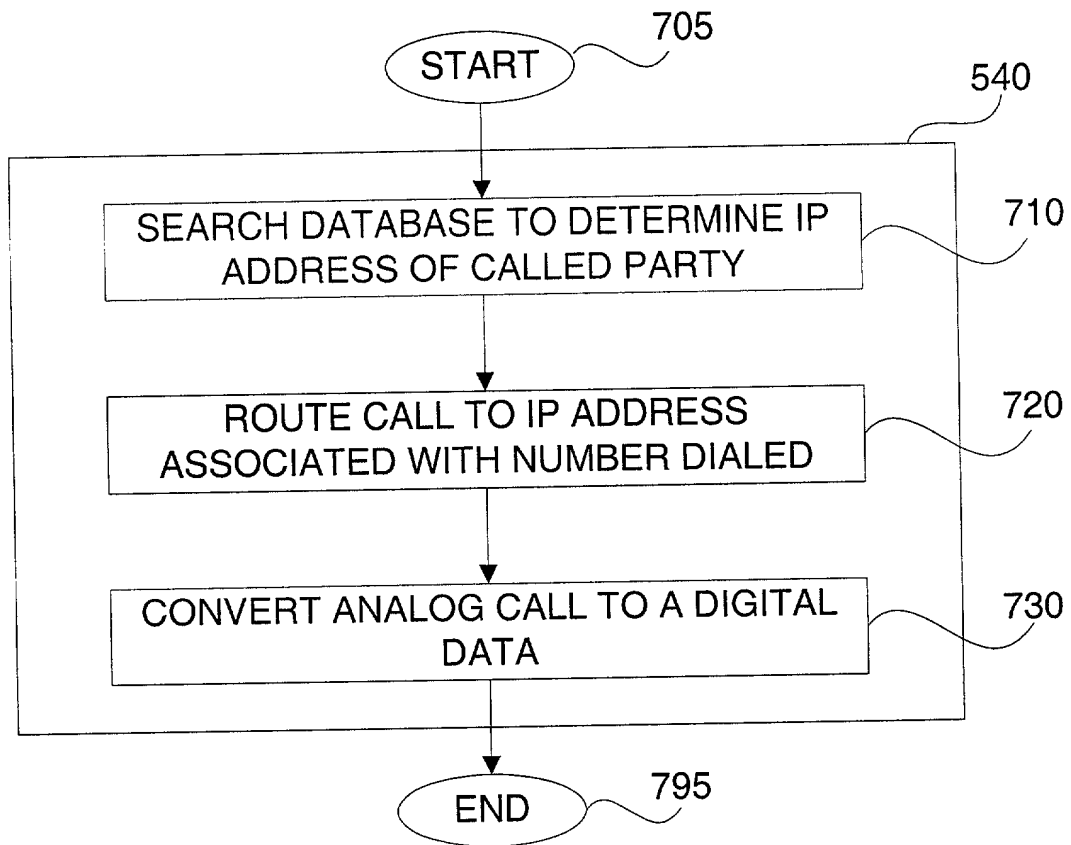 705
START
540
SEARCH DATABASE TO DETERMINE IP
ADDRESS OF CALLED PARTY
710
ROUTE CALL TO IP ADDRESS
ASSOCIATED WITH NUMBER DIALED
720
CONVERT ANALOG CALL TO A DIGITAL
DATA
730
END
795